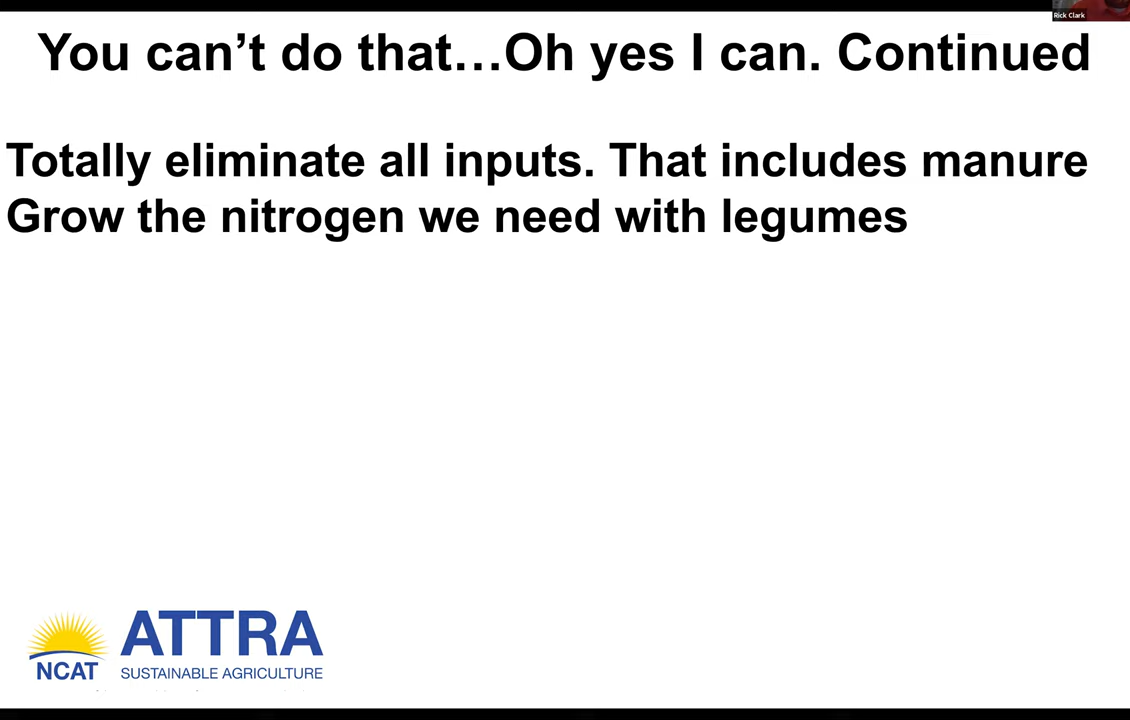 Rick Clark
You can’t do that…Oh yes I can. Continued
Totally eliminate all inputs. That includes manure
Grow the nitrogen we need with legumes
ATTRA
NCAT
SUSTAINABLE AGRICULTURE